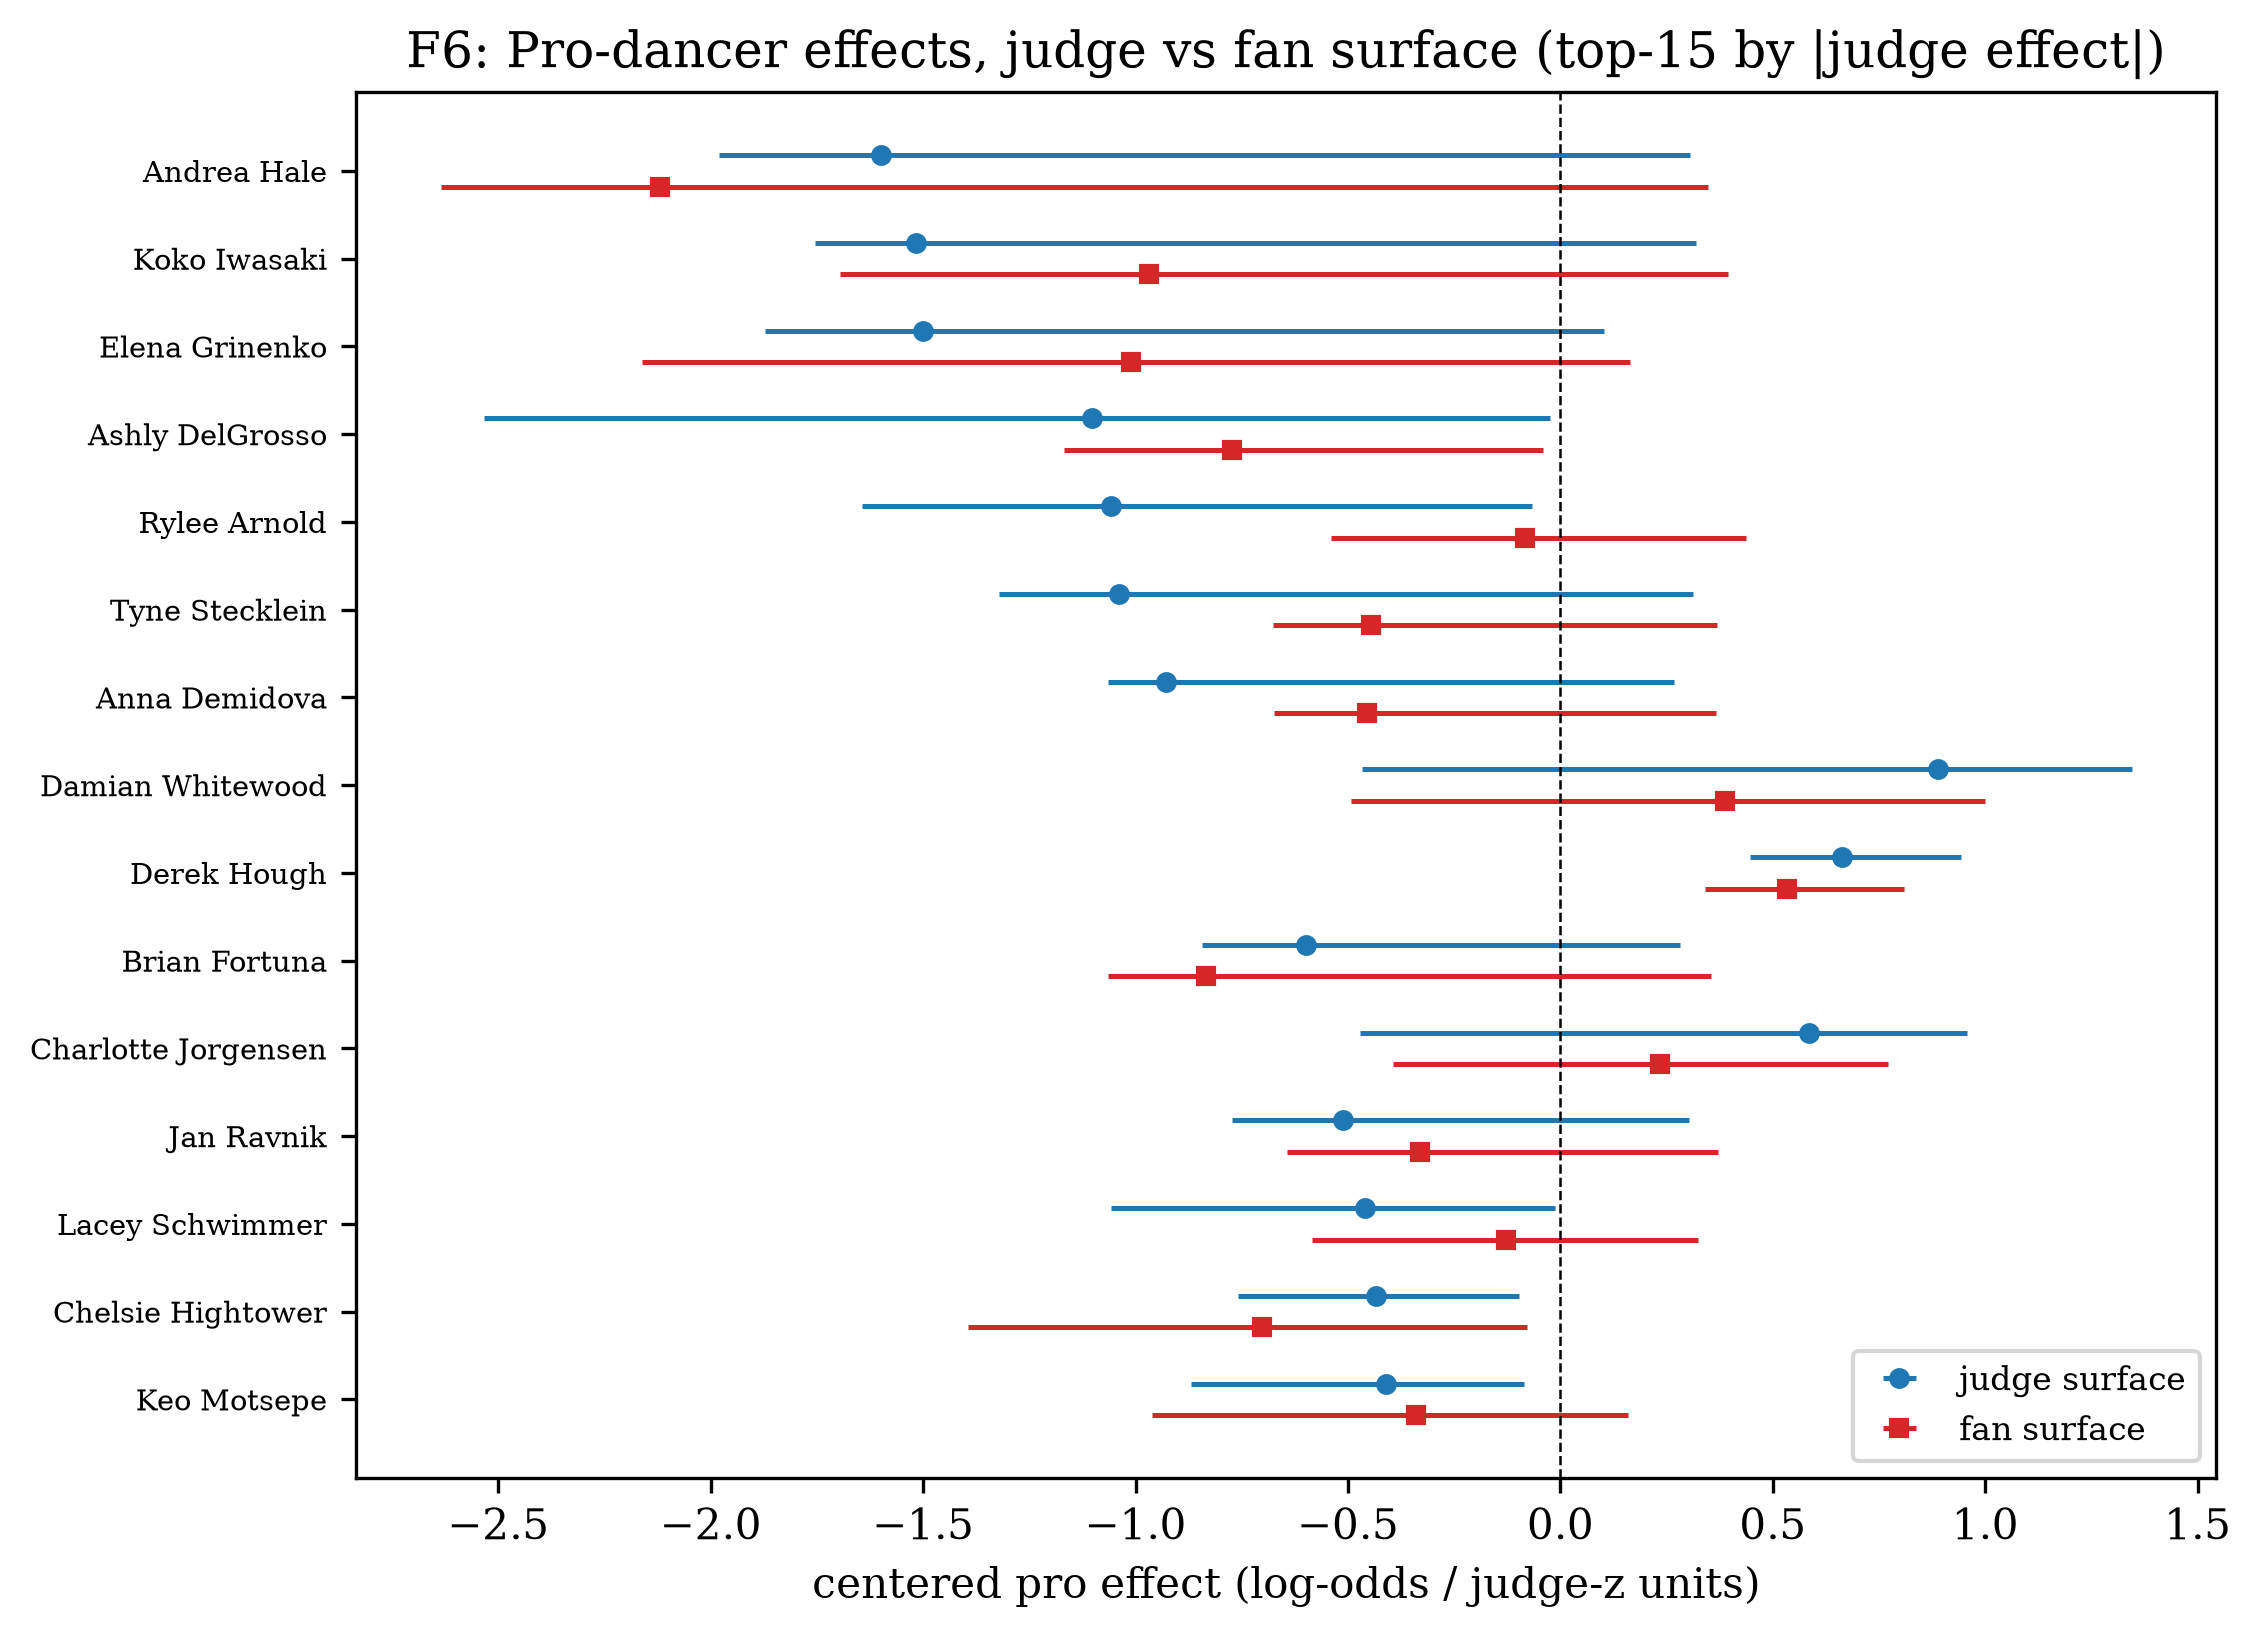 F6: Pro-dancer effects, judge vs fan surface (top-15 by |judge effect|)
Andrea Hale
Koko Iwasaki
Elena Grinenko
Ashly DelGrosso
Rylee Arnold
Tyne Stecklein
Anna Demidova
Damian Whitewood
Derek Hough
Brian Fortuna
Charlotte Jorgensen
Jan Ravnik
Lacey Schwimmer
Chelsie Hightower
Keo Motsepe
judge surface
fan surface
−2.5 −2.0 −1.5 −1.0 −0.5 0.0 0.5 1.0 1.5
centered pro effect (log-odds / judge-z units)